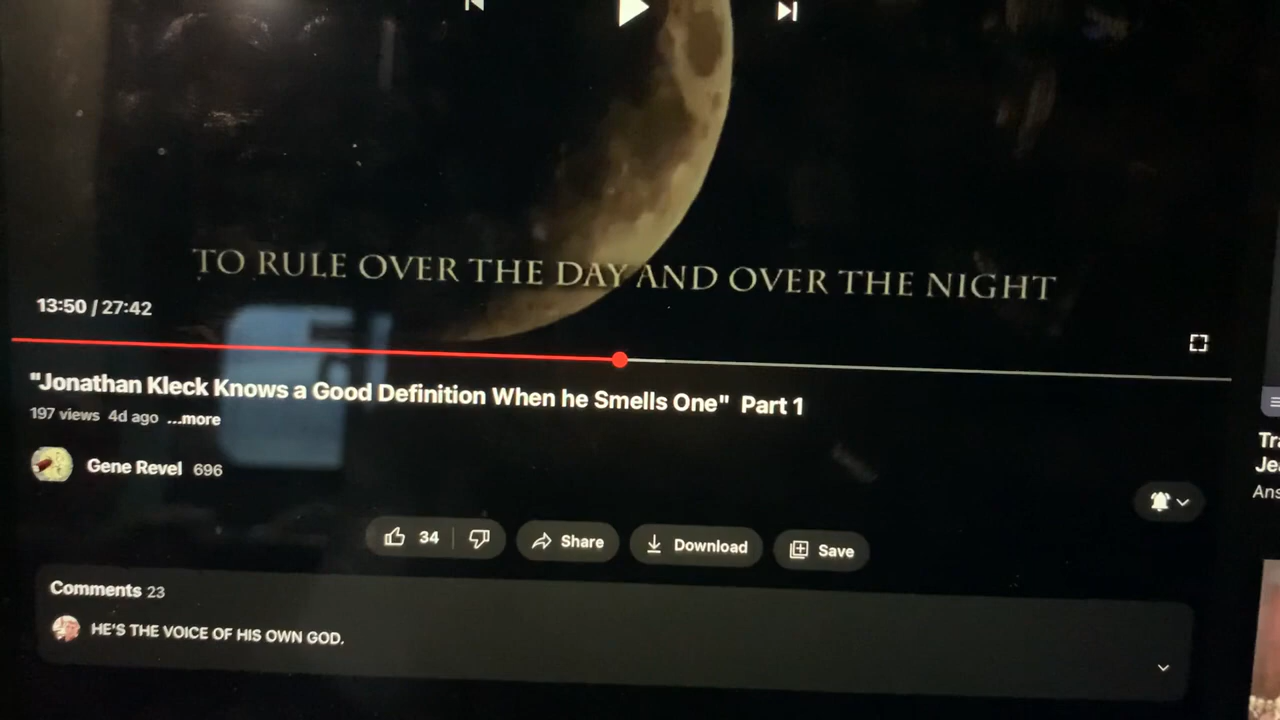 TO RULE OVER THE DAY AND OVER THE NIGHT
13:50 / 27:42
"Jonathan Kleck Knows a Good Definition When he Smells One" Part 1
197 views 4d ago ...more
Gene Revel 696
34 Share Download Save
Comments 23
HE'S THE VOICE OF HIS OWN GOD.